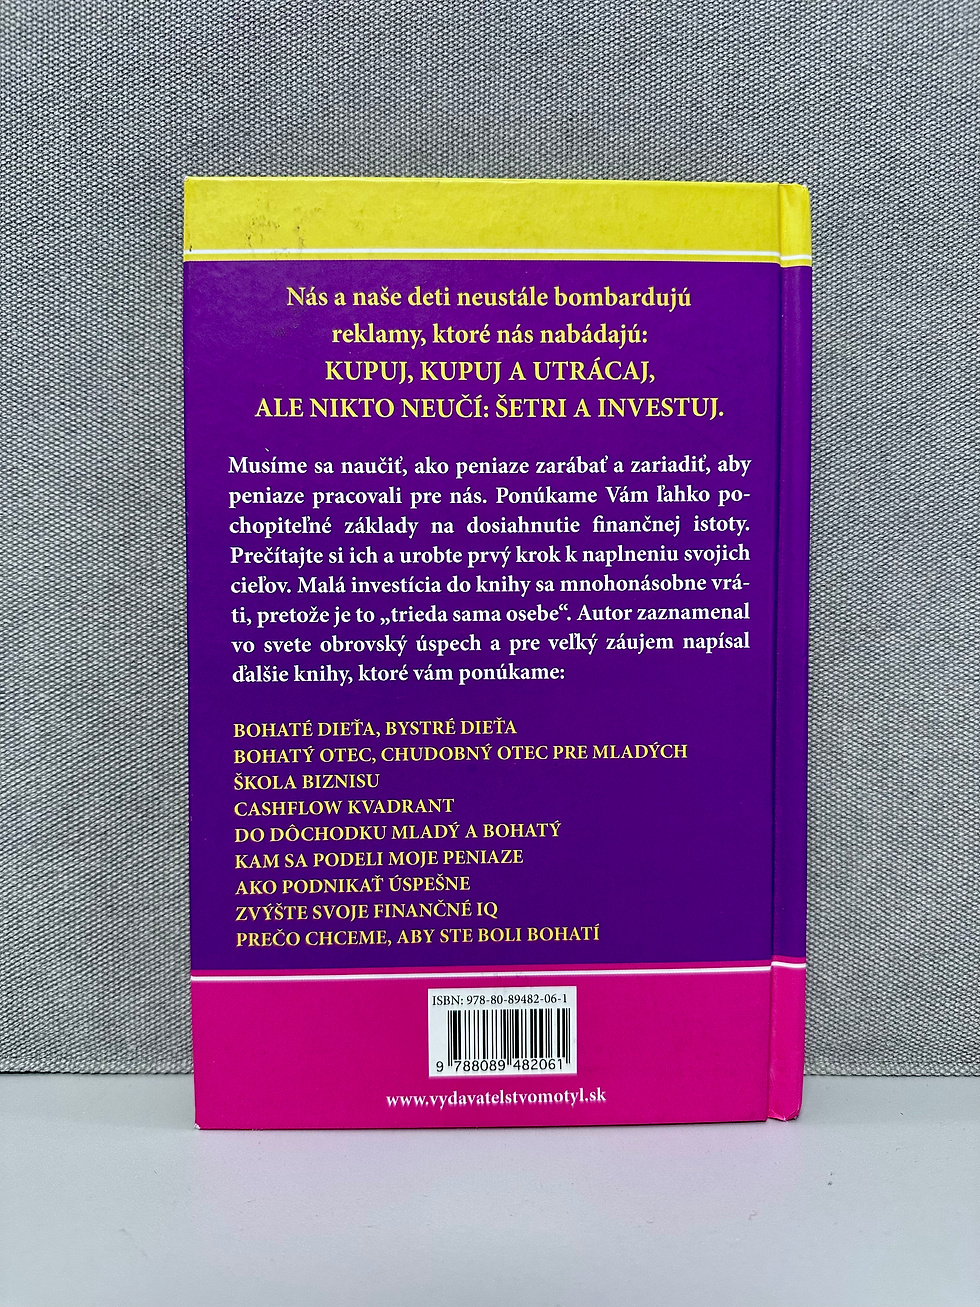 Nás a naše deti neustále bombardujú
reklamy, ktoré nás nabádajú:
KUPUJ, KUPUJ A UTRÁCAJ,
ALE NIKTO NEUČÍ: ŠETRI A INVESTUJ.
Musíme sa naučiť, ako peniaze zarábať a zariadiť, aby
peniaze pracovali pre nás. Ponúkame Vám ľahko po-
chopiteľné základy na dosiahnutie finančnej istoty.
Prečítajte si ich a urobte prvý krok k naplneniu svojich
cieľov. Malá investícia do knihy sa mnohonásobne vrá-
ti, pretože je to „trieda sama osebe“. Autor zaznamenal
vo svete obrovský úspech a pre veľký záujem napísal
ďalšie knihy, ktoré vám ponúkame:
BOHATÉ DIEŤA, BYSTRÉ DIEŤA
BOHATÝ OTEC, CHUDOBNÝ OTEC PRE MLADÝCH
ŠKOLA BIZNISU
CASHFLOW KVADRANT
DO DÔCHODKU MLADÝ A BOHATÝ
KAM SA PODELI MOJE PENIAZE
AKO PODNIKAŤ ÚSPEŠNE
ZVÝŠTE SVOJE FINANČNÉ IQ
PREČO CHCEME, ABY STE BOLI BOHATÍ
ISBN: 978-80-89482-06-1
9 788089 482061
www.vydavatelstvomotyl.sk